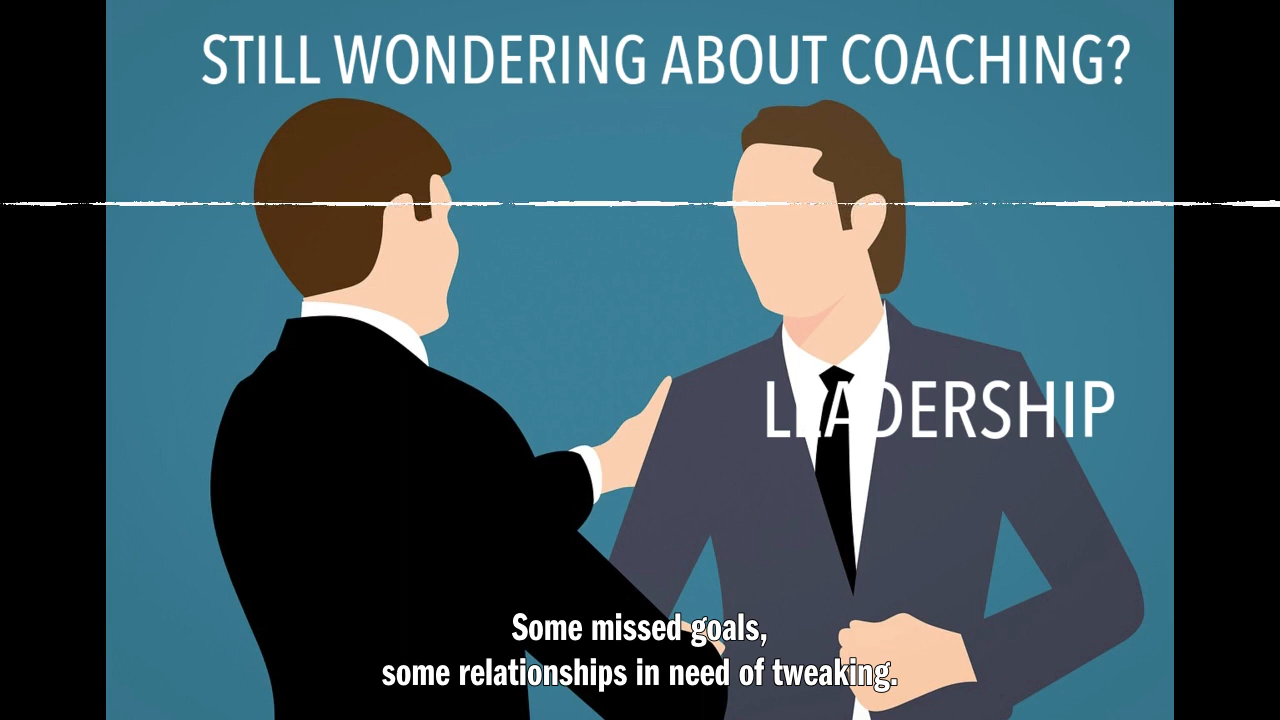 STILL WONDERING ABOUT COACHING?
LEADERSHIP
Some missed goals,
some relationships in need of tweaking.